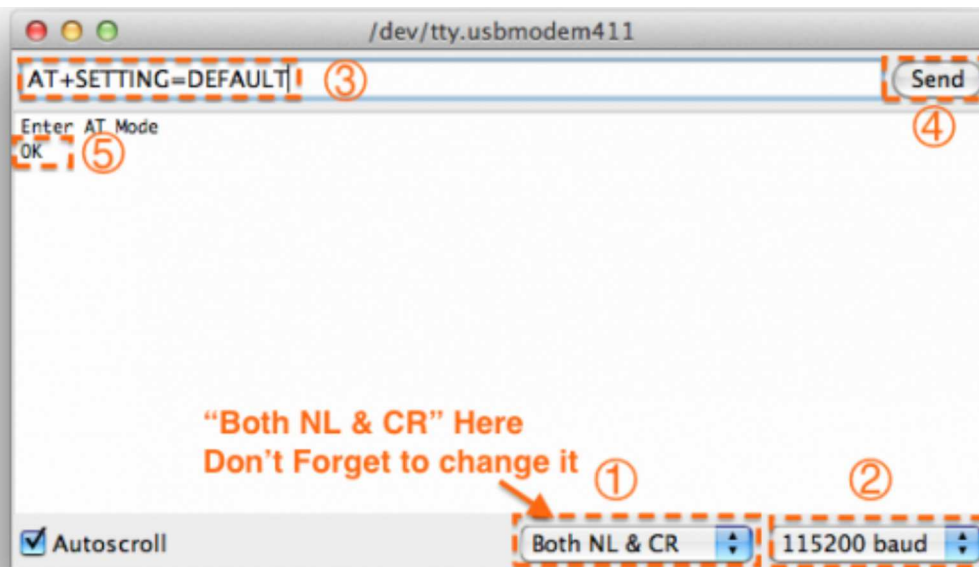 /dev/tty.usbmodem411
AT+SETTING=DEFAULT ③ Send
④
Enter AT Mode
OK ⑤
“Both NL & CR” Here
Don’t Forget to change it ① ②
Autoscroll Both NL & CR 115200 baud